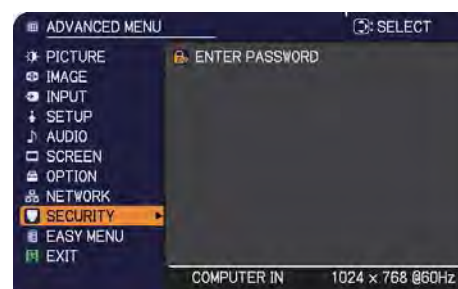 ADVANCED MENU
: SELECT
PICTURE
ENTER PASSWORD
IMAGE
INPUT
SETUP
AUDIO
SCREEN
OPTION
NETWORK
SECURITY
EASY MENU
EXIT
COMPUTER IN 1024 x 768 @60Hz